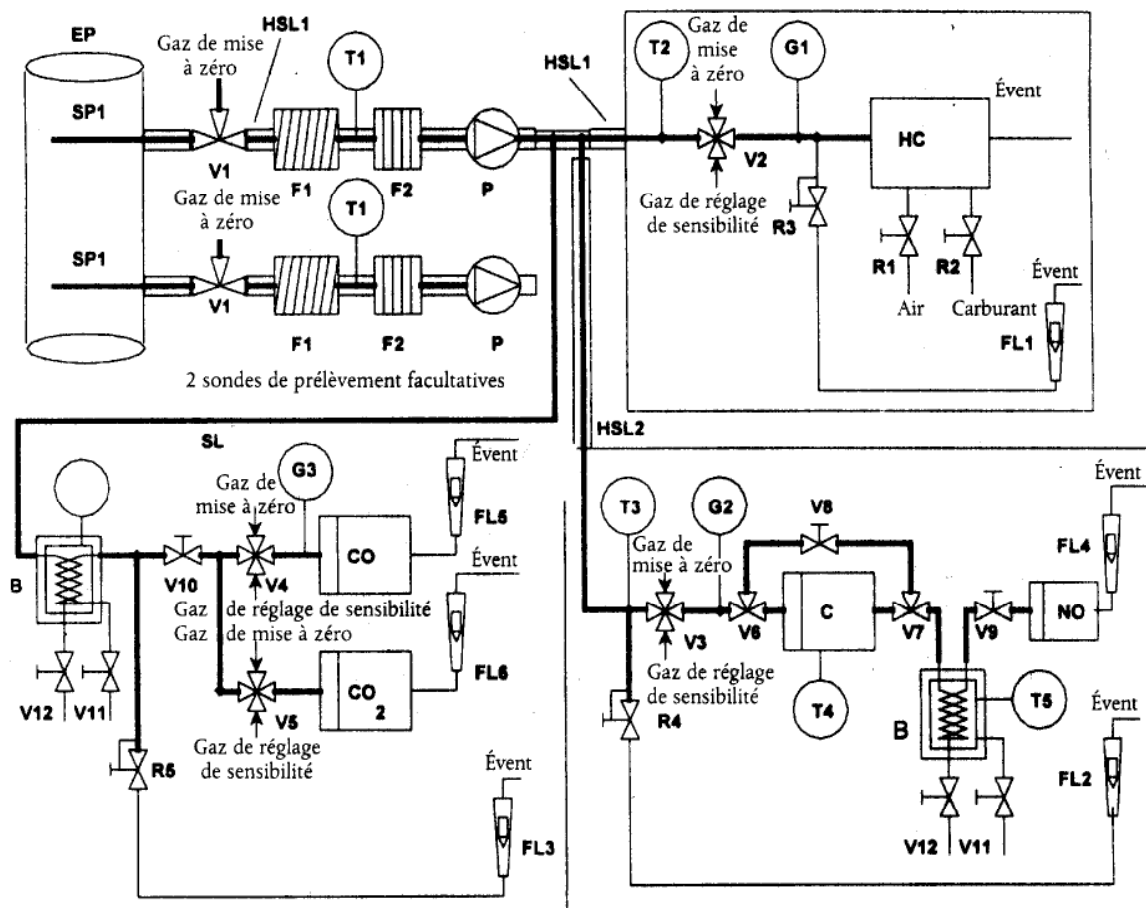 EP
HSL1
Gaz de mise
à zéro
T1
SP1
V1
F1
F2
P
HSL1
Gaz de mise
à zéro
T1
SP1
V1
F1
F2
P
2 sondes de prélèvement facultatives
T2
Gaz de
mise
à zéro
G1
Évent
HC
V2
Gaz de réglage
de sensibilité
R3
R1
R2
Air
Carburant
Évent
FL1
HSL2
SL
Évent
G3
Gaz de
mise à zéro
FL5
Évent
CO
B
V10
V4
Gaz de réglage de sensibilité
Gaz de mise à zéro
FL6
CO
2
V12
V11
V5
Gaz de réglage
de sensibilité
R5
Évent
FL3
T3
G2
V8
Évent
Gaz de
mise à zéro
FL4
V3
V6
C
V7
V9
NO
Gaz de réglage
de sensibilité
R4
T4
B
T5
Évent
FL2
V12
V11